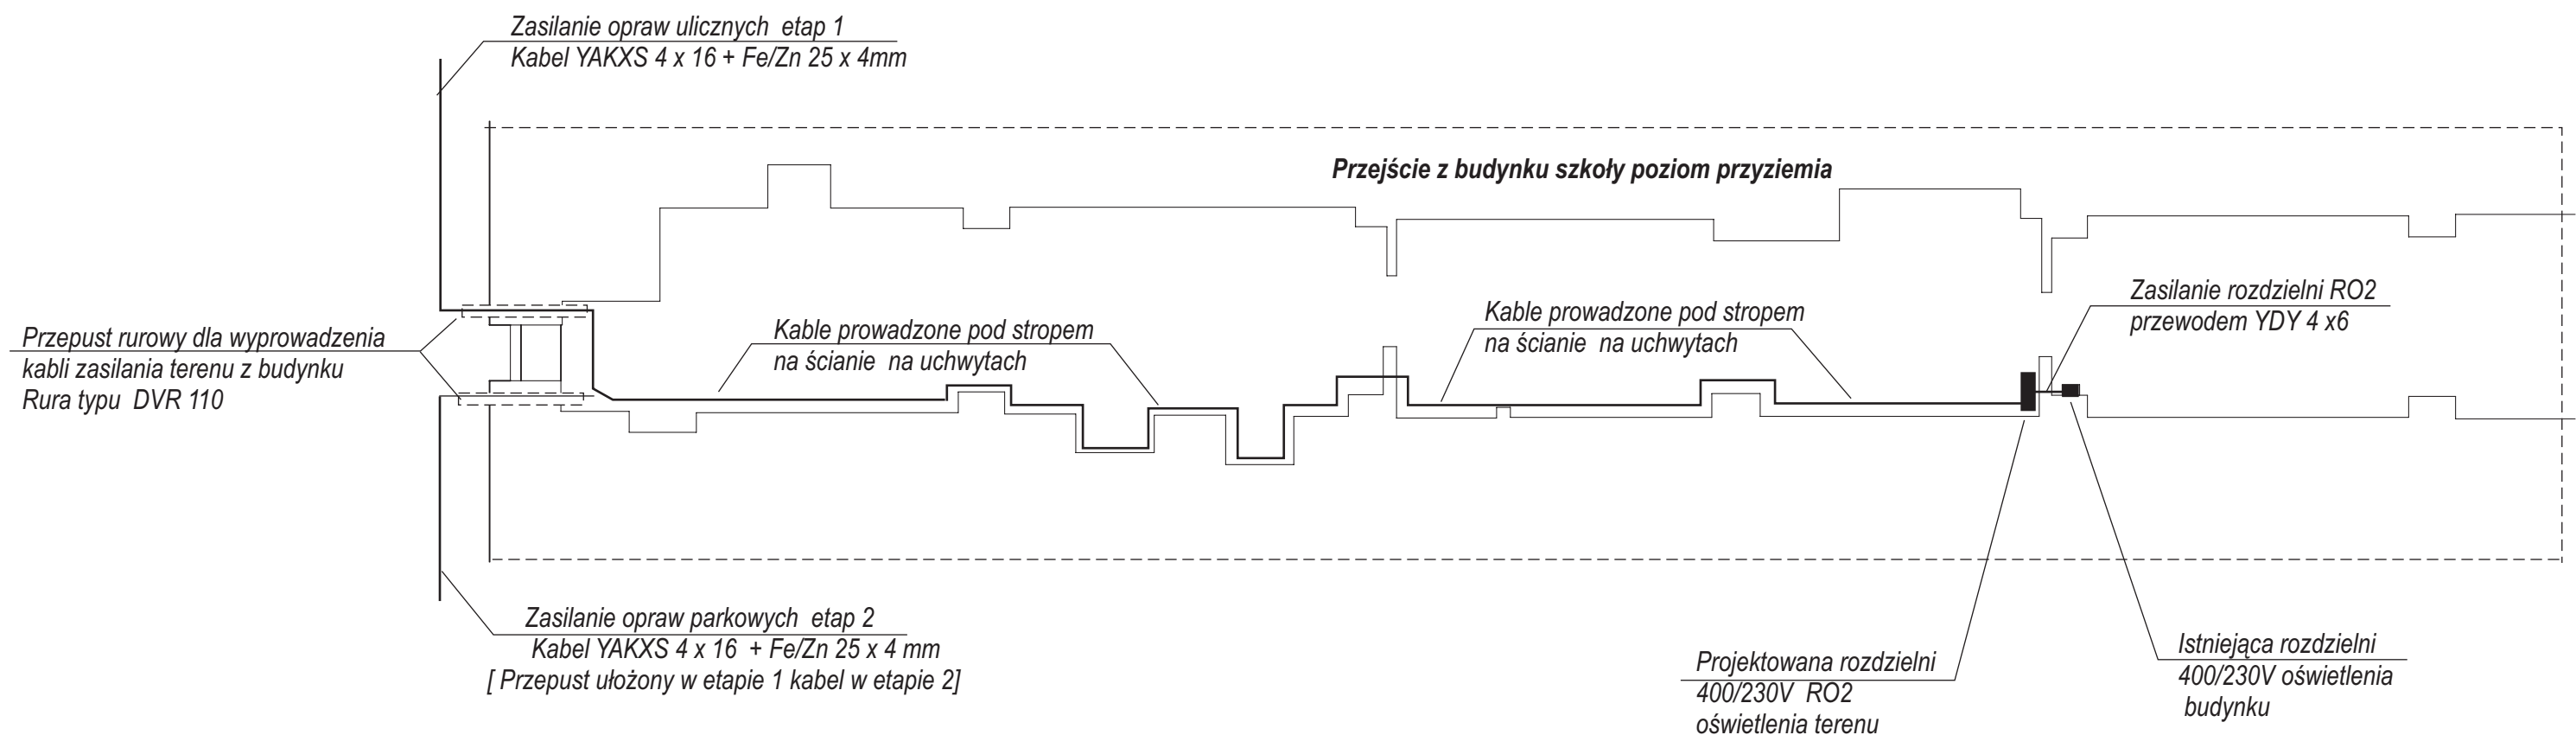 Zasilanie opraw ulicznych etap 1
Kabel YAKXS 4 x 16 + Fe/Zn 25 x 4mm
Przejście z budynku szkoły poziom przyziemia
Przepust rurowy dla wyprowadzenia
kabli zasilania terenu z budynku
Rura typu DVR 110
Kable prowadzone pod stropem
na ścianie na uchwytach
Kable prowadzone pod stropem
na ścianie na uchwytach
Zasilanie rozdzielni RO2
przewodem YDY 4 x6
Zasilanie opraw parkowych etap 2
Kabel YAKXS 4 x 16 + Fe/Zn 25 x 4 mm
[ Przepust ułożony w etapie 1 kabel w etapie 2]
Projektowana rozdzielni
400/230V RO2
oświetlenia terenu
Istniejąca rozdzielni
400/230V oświetlenia
budynku